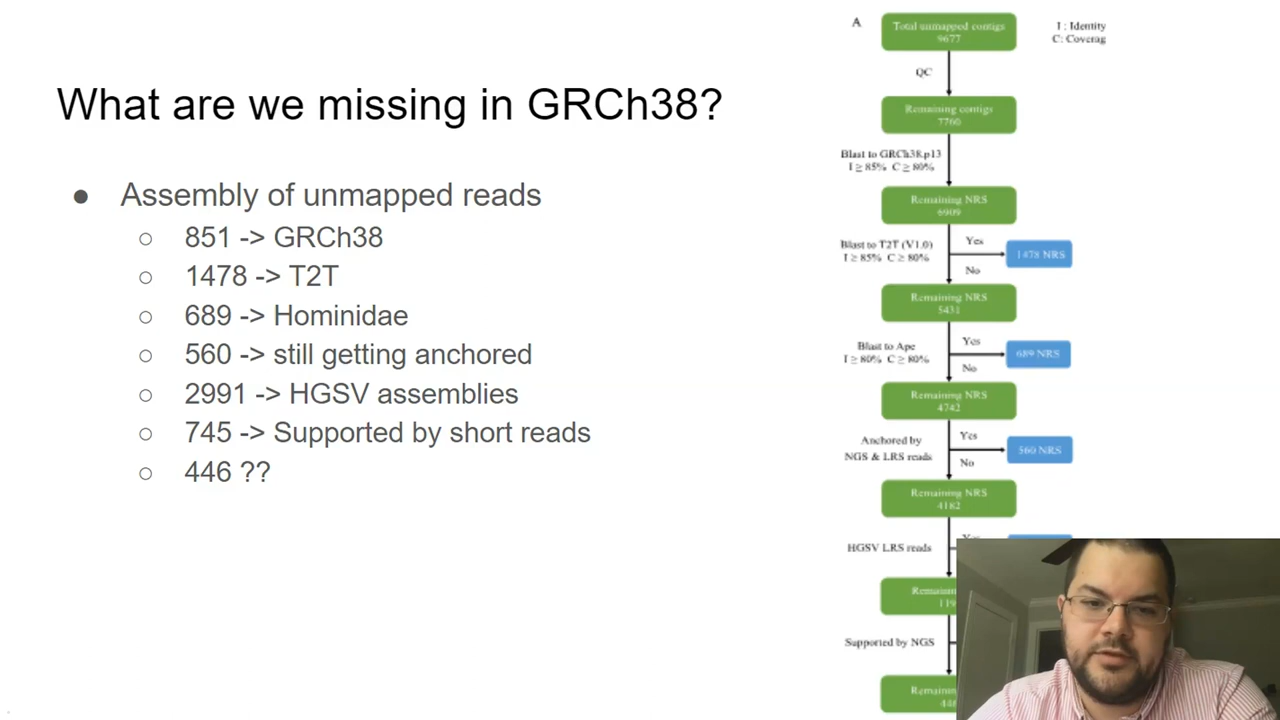 What are we missing in GRCh38?
● Assembly of unmapped reads
○ 851 -> GRCh38
○ 1478 -> T2T
○ 689 -> Hominidae
○ 560 -> still getting anchored
○ 2991 -> HGSV assemblies
○ 745 -> Supported by short reads
○ 446 ??
A
I : Identity
C: Coverag
Total unmapped contigs
9677
QC
Remaining contigs
7760
Blast to GRCh38.p13
I ≥ 85% C ≥ 80%
Remaining NRS
6909
Blast to T2T (V1.0)
I ≥ 85% C ≥ 80%
Yes
1478 NRS
No
Remaining NRS
5431
Blast to Ape
I ≥ 80% C ≥ 80%
Yes
689 NRS
No
Remaining NRS
4742
Anchored by
NGS & LRS reads
Yes
560 NRS
No
Remaining NRS
4182
HGSV LRS reads
Supported by NGS